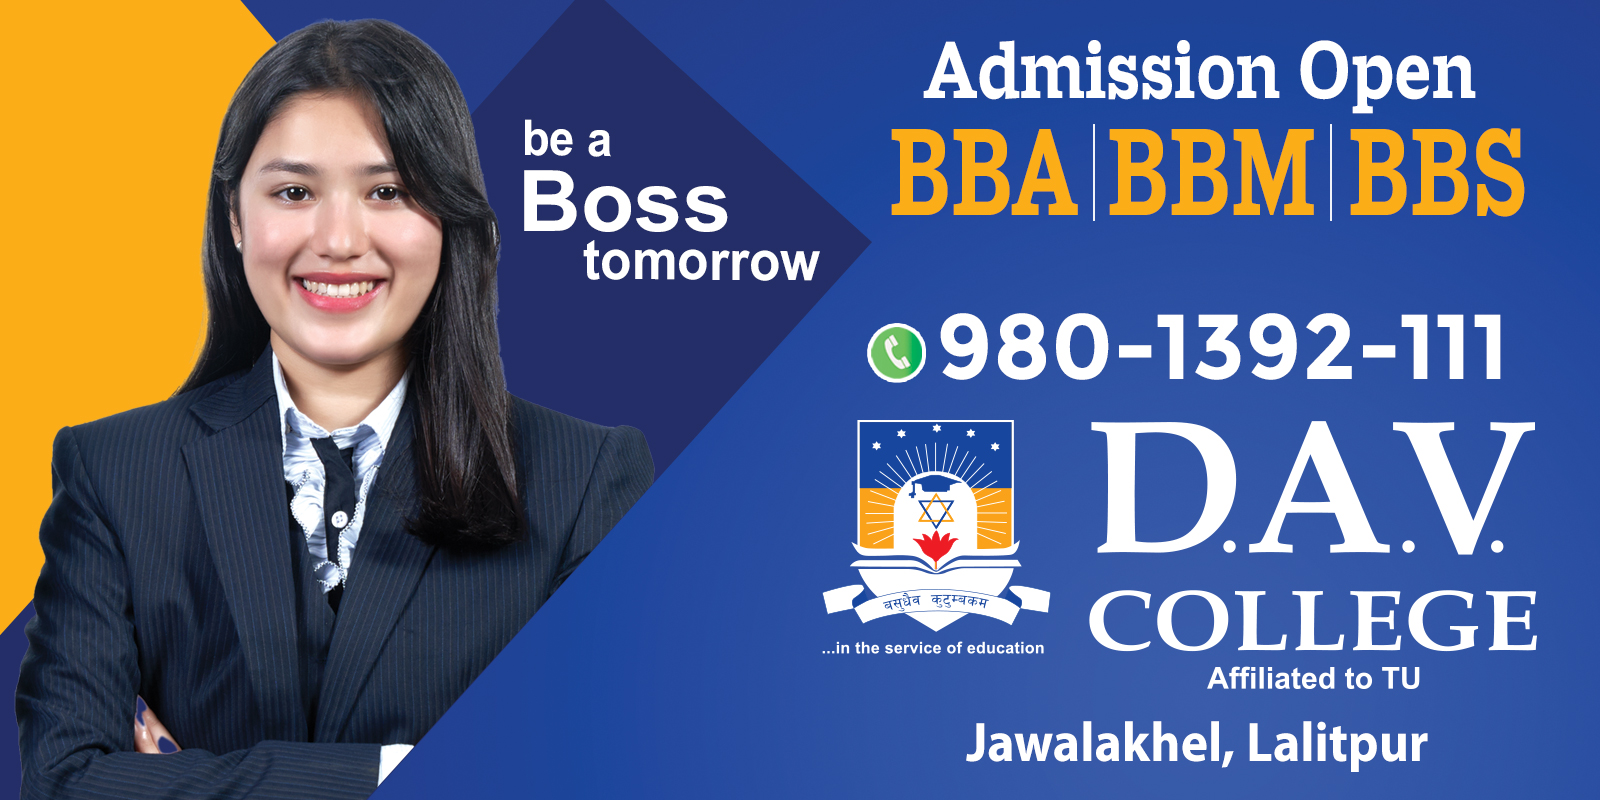 be a
Boss
tomorrow
Admission Open
BBA | BBM | BBS
980-1392-111
बसुधैव कुटुम्बकम
...in the service of education
D.A.V.
COLLEGE
Affiliated to TU
Jawalakhel, Lalitpur